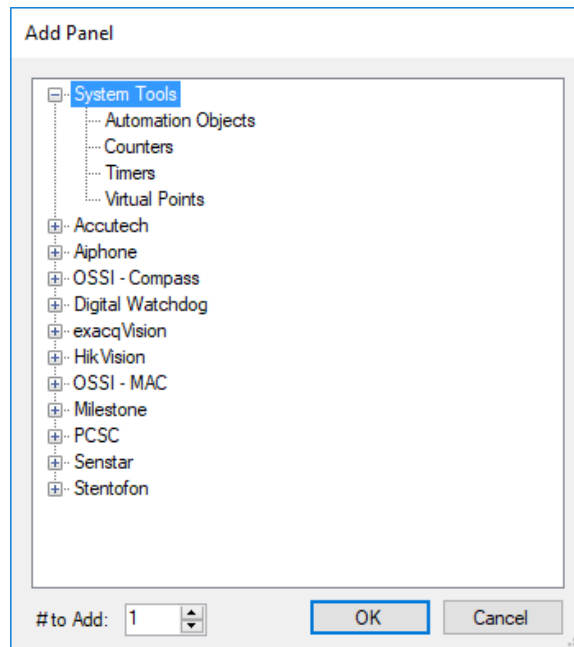 Add Panel
System Tools
Automation Objects
Counters
Timers
Virtual Points
Accutech
Aiphone
OSSI - Compass
Digital Watchdog
exacqVision
HikVision
OSSI - MAC
Milestone
PCSC
Senstar
Stentofon
# to Add: 1 OK Cancel